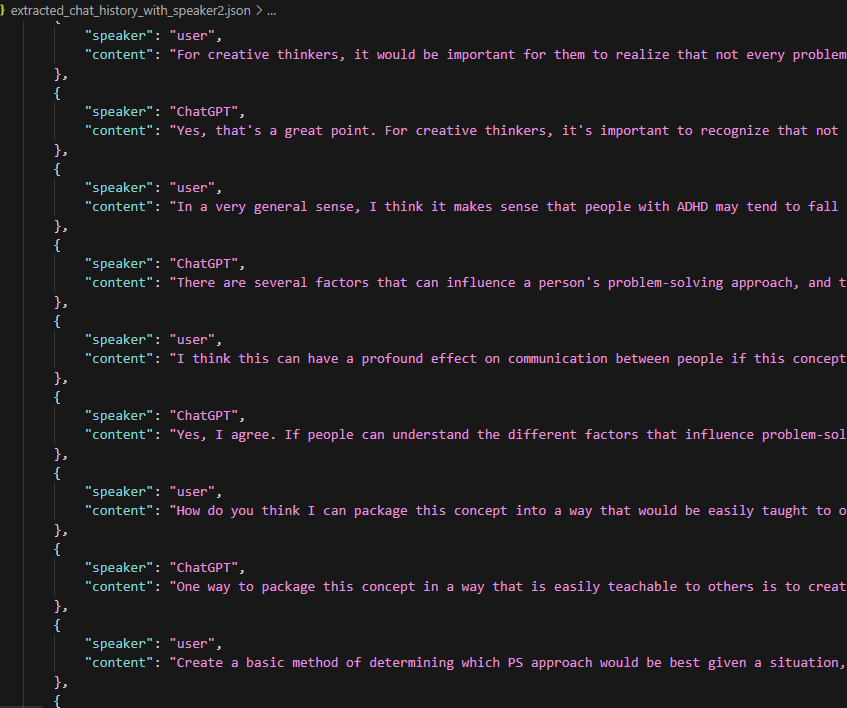 } extracted_chat_history_with_speaker2.json > ...
{
"speaker": "user",
"content": "For creative thinkers, it would be important for them to realize that not every problem
},
{
"speaker": "ChatGPT",
"content": "Yes, that's a great point. For creative thinkers, it's important to recognize that not
},
{
"speaker": "user",
"content": "In a very general sense, I think it makes sense that people with ADHD may tend to fall
},
{
"speaker": "ChatGPT",
"content": "There are several factors that can influence a person's problem-solving approach, and t
},
{
"speaker": "user",
"content": "I think this can have a profound effect on communication between people if this concept
},
{
"speaker": "ChatGPT",
"content": "Yes, I agree. If people can understand the different factors that influence problem-sol
},
{
"speaker": "user",
"content": "How do you think I can package this concept into a way that would be easily taught to o
},
{
"speaker": "ChatGPT",
"content": "One way to package this concept in a way that is easily teachable to others is to creat
},
{
"speaker": "user",
"content": "Create a basic method of determining which PS approach would be best given a situation,
},
{